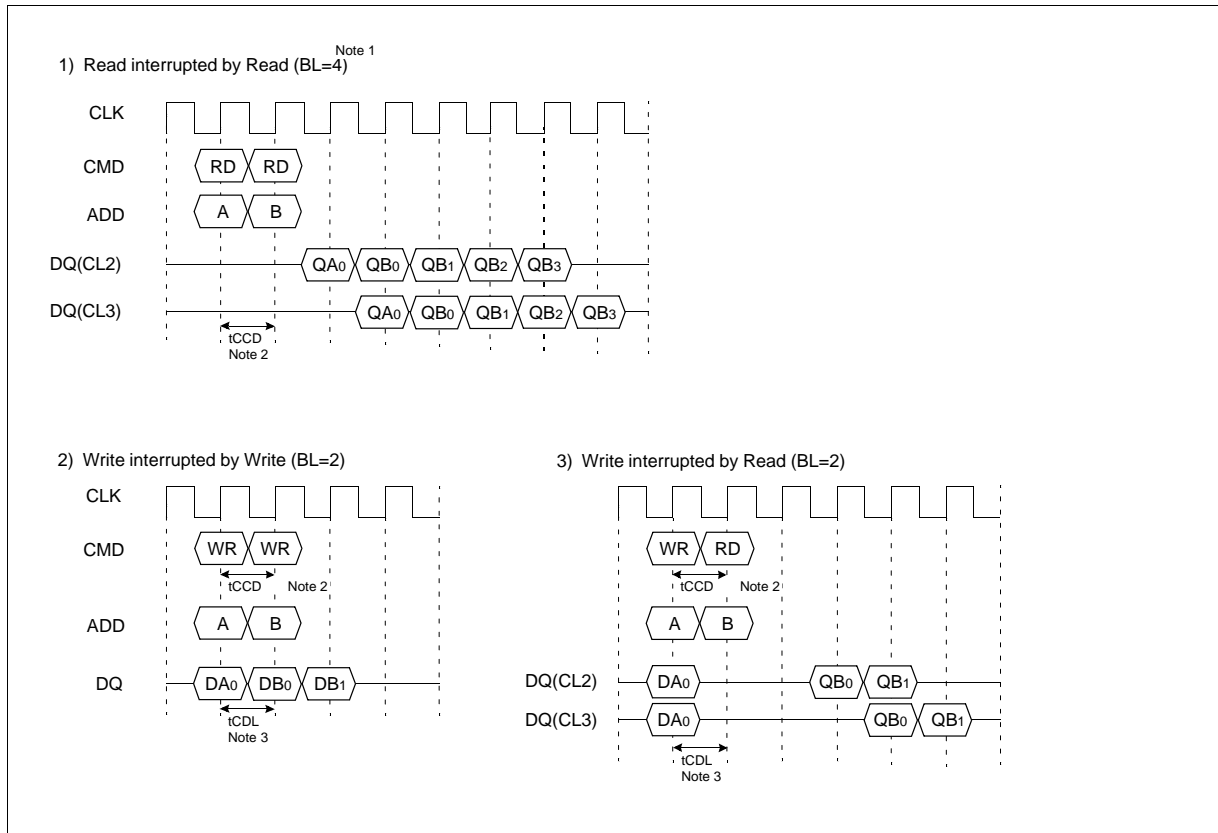 1) Read interrupted by Read (BL=4) Note 1
CLK
CMD RD RD
ADD A B
DQ(CL2) QA0 QB0 QB1 QB2 QB3
DQ(CL3) QA0 QB0 QB1 QB2 QB3
tCCD
Note 2
2) Write interrupted by Write (BL=2)
CLK
CMD WR WR
tCCD Note 2
ADD A B
DQ DA0 DB0 DB1
tCDL
Note 3
3) Write interrupted by Read (BL=2)
WR RD
tCCD Note 2
A B
DQ(CL2) DA0 QB0 QB1
DQ(CL3) DA0 QB0 QB1
tCDL
Note 3